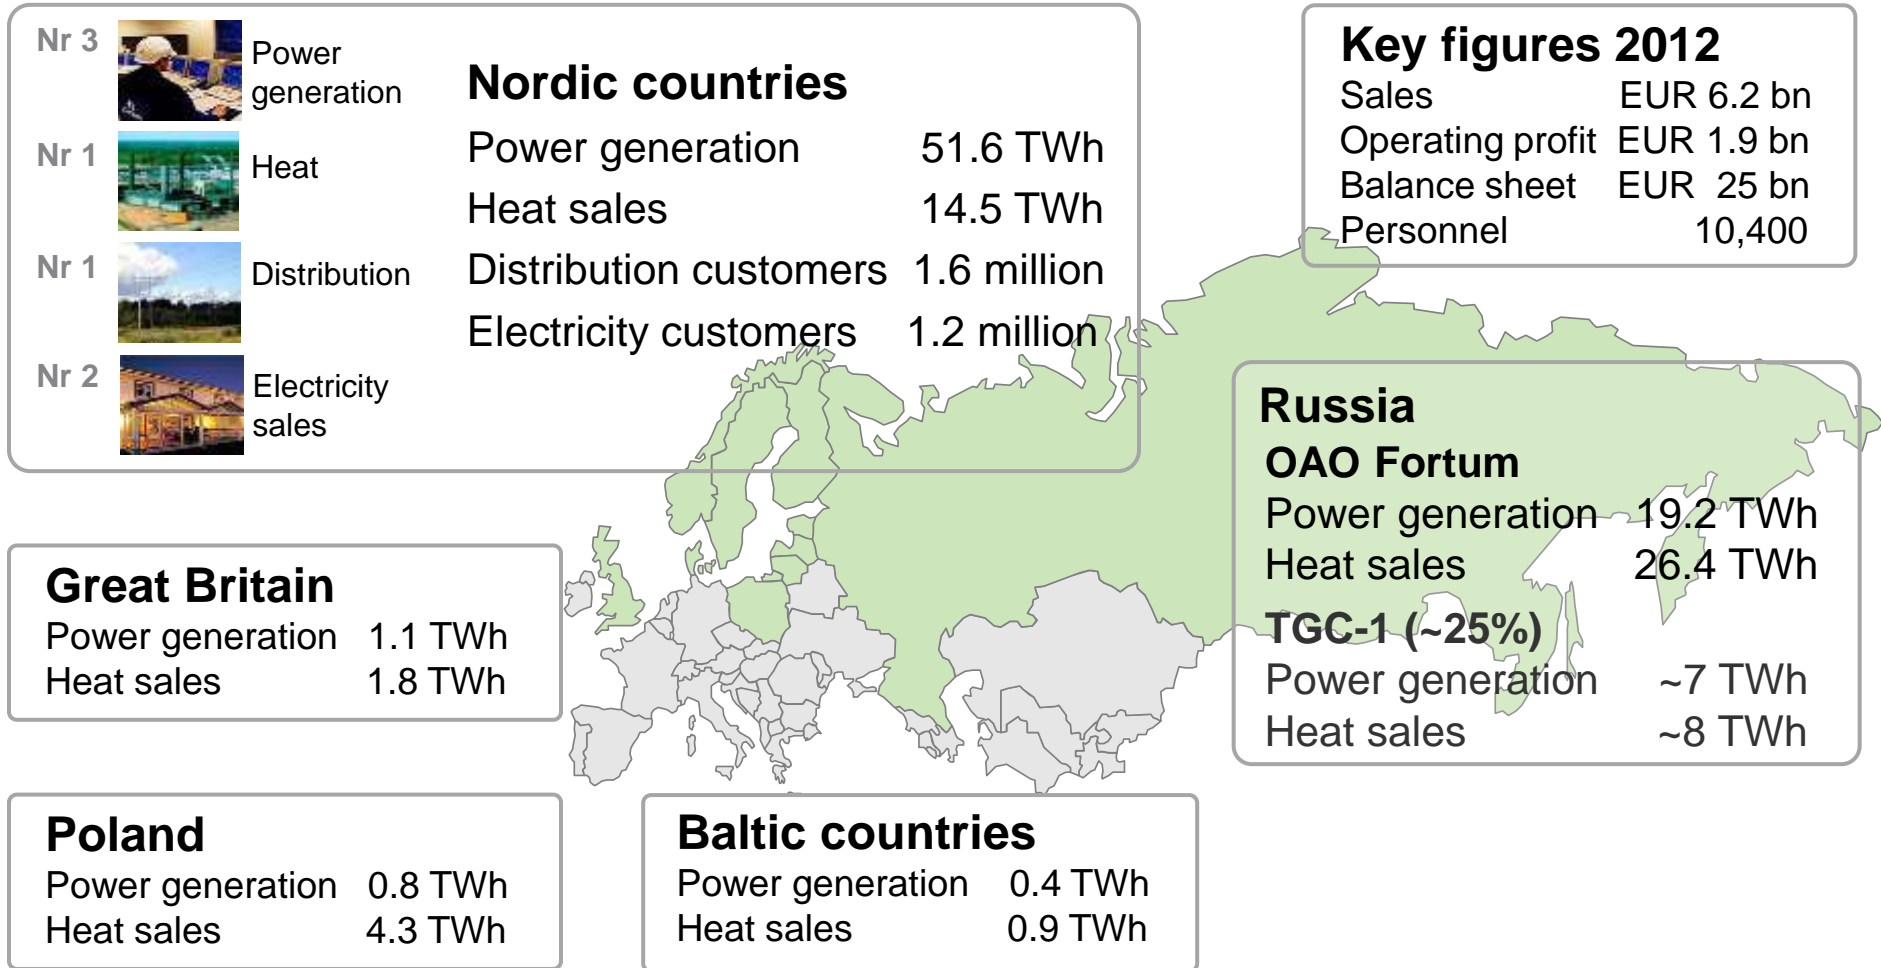 Nr 3
Power
generation
Nr 1
Heat
Nr 1
Distribution
Nr 2
Electricity
sales
Nordic countries
Power generation 51.6 TWh
Heat sales 14.5 TWh
Distribution customers 1.6 million
Electricity customers 1.2 million
Key figures 2012
Sales EUR 6.2 bn
Operating profit EUR 1.9 bn
Balance sheet EUR 25 bn
Personnel 10,400
Russia
OAO Fortum
Power generation 19.2 TWh
Heat sales 26.4 TWh
TGC-1 (~25%)
Power generation ~7 TWh
Heat sales ~8 TWh
Great Britain
Power generation 1.1 TWh
Heat sales 1.8 TWh
Poland
Power generation 0.8 TWh
Heat sales 4.3 TWh
Baltic countries
Power generation 0.4 TWh
Heat sales 0.9 TWh